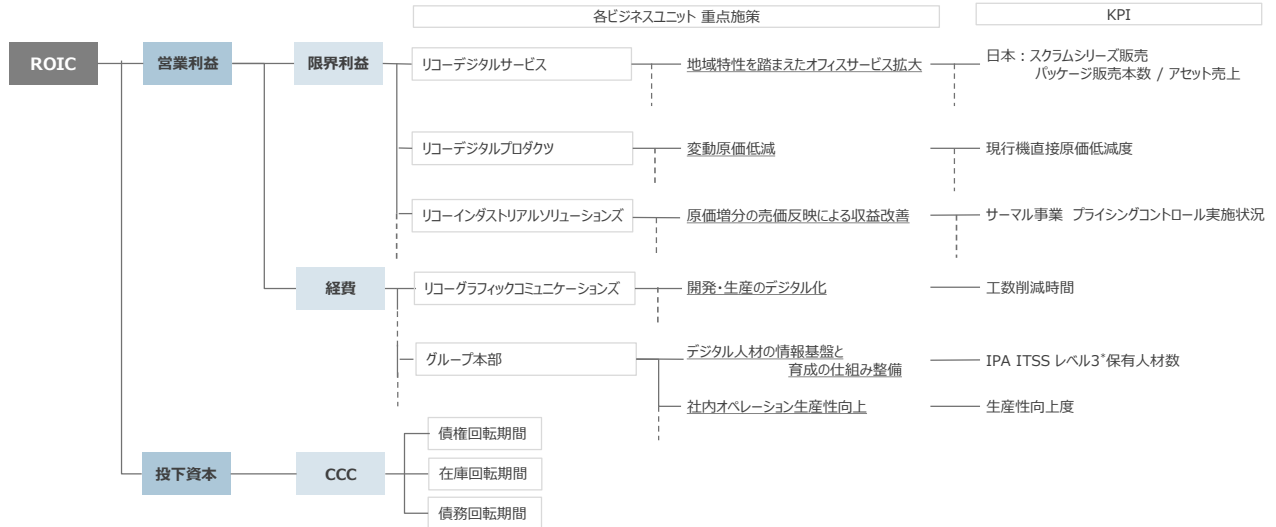 各ビジネスユニット 重点施策
KPI
ROIC
営業利益
限界利益
リコーデジタルサービス
地域特性を踏まえたオフィスサービス拡大
日本：スクラムシリーズ販売
パッケージ販売本数 / アセット売上
リコーデジタルプロダクツ
変動原価低減
現行機直接原価低減度
リコーインダストリアルソリューションズ
原価増分の売価反映による収益改善
サーマル事業 プライシングコントロール実施状況
経費
リコーグラフィックコミュニケーションズ
開発・生産のデジタル化
工数削減時間
グループ本部
デジタル人材の情報基盤と
育成の仕組み整備
IPA ITSS レベル3*保有人材数
社内オペレーション生産性向上
生産性向上度
投下資本
CCC
債権回転期間
在庫回転期間
債務回転期間